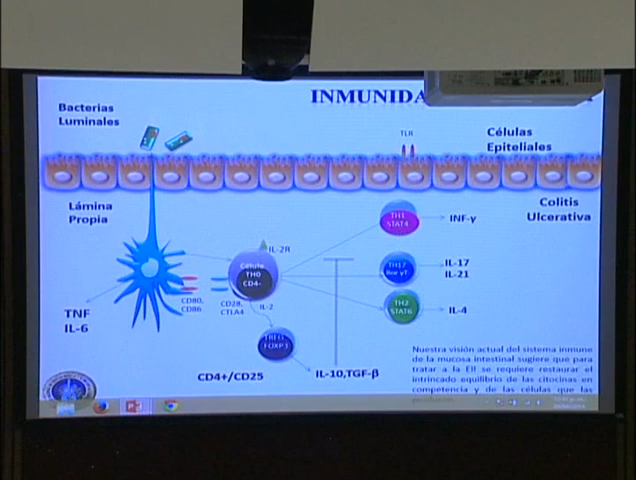 INMUNIDA
Bacterias
Luminales
TLR
Células
Epiteliales
Lámina
Propia
Colitis
Ulcerativa
TH1
STAT4
INF-γ
IL-2R
Célula
TH0
CD4-
TH17
IL-17
IL-21
CD80,
CD86
CD28,
CTLA4
IL-2
TH2
STAT6
IL-4
TNF
IL-6
FOXP3
CD4+/CD25
IL-10,TGF-β
Nuestra visión actual del sistema inmune
de la mucosa intestinal sugiere que para
tratar a la EII se requiere restaurar el
intrincado equilibrio de las citocinas en
competencia y de las células que las